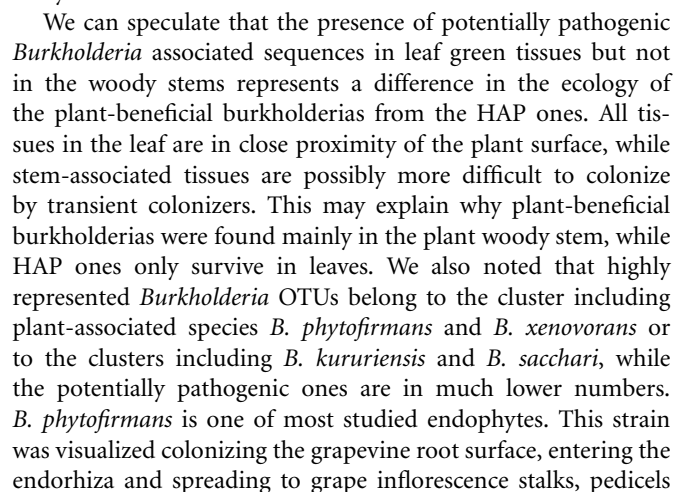 We can speculate that the presence of potentially pathogenic
Burkholderia associated sequences in leaf green tissues but not
in the woody stems represents a difference in the ecology of
the plant-beneficial burkholderias from the HAP ones. All tis-
sues in the leaf are in close proximity of the plant surface, while
stem-associated tissues are possibly more difficult to colonize
by transient colonizers. This may explain why plant-beneficial
burkholderias were found mainly in the plant woody stem, while
HAP ones only survive in leaves. We also noted that highly
represented Burkholderia OTUs belong to the cluster including
plant-associated species B. phytofirmans and B. xenovorans or
to the clusters including B. kururiensis and B. sacchari, while
the potentially pathogenic ones are in much lower numbers.
B. phytofirmans is one of most studied endophytes. This strain
was visualized colonizing the grapevine root surface, entering the
endorhiza and spreading to grape inflorescence stalks, pedicels